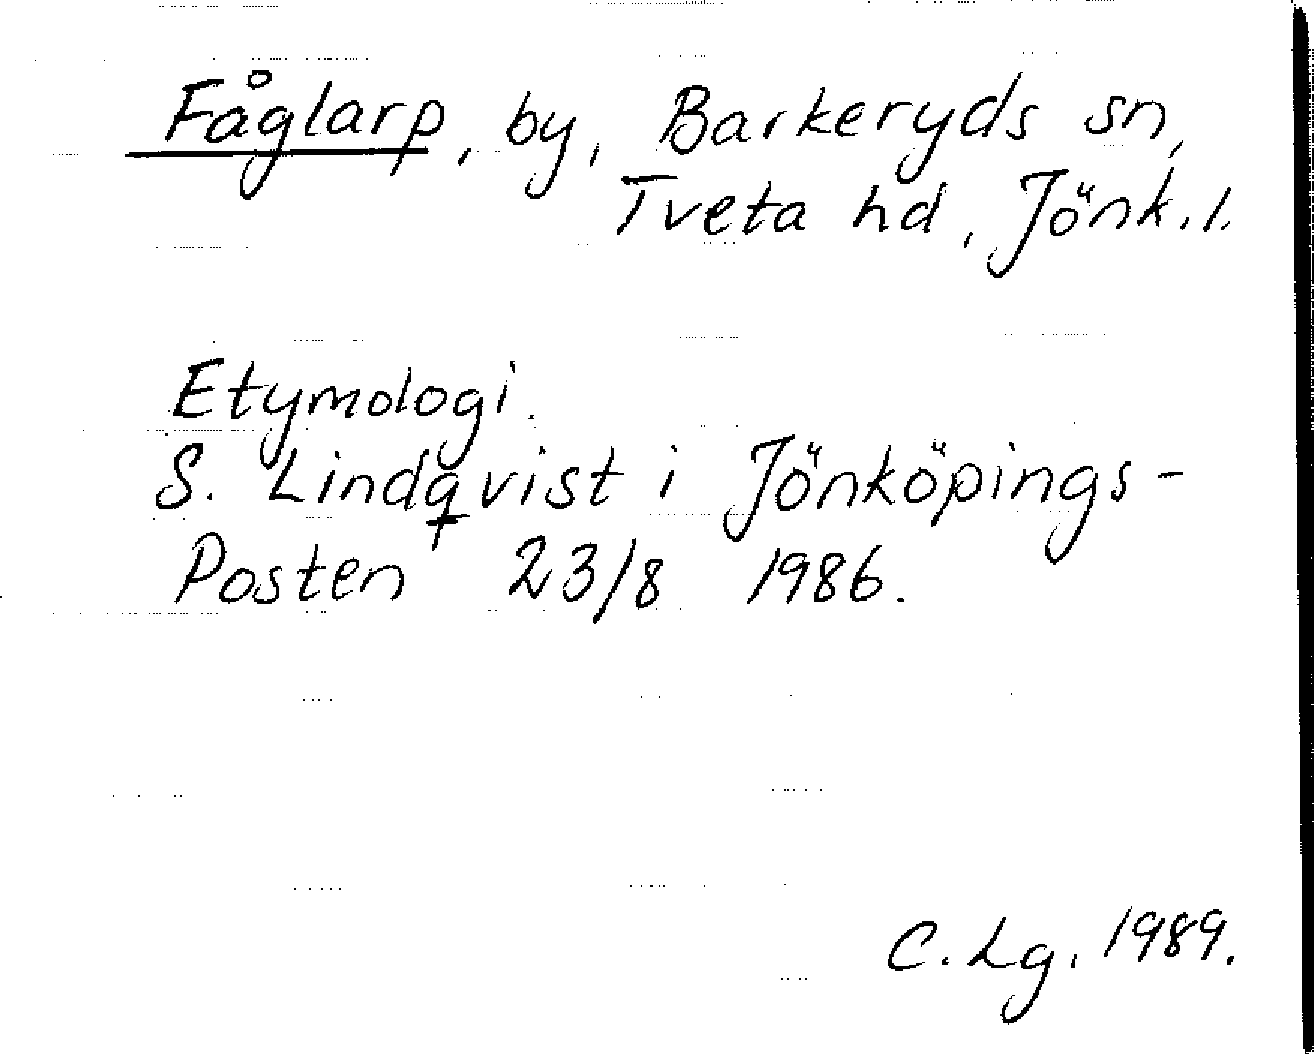 Fåglarp, by, Barkeryds sn,
Tveta hd, Jönk. l.
Etymologi.
S. Lindqvist i Jönköpings-
Posten 23/8 1986.
C. Lg. 1989.